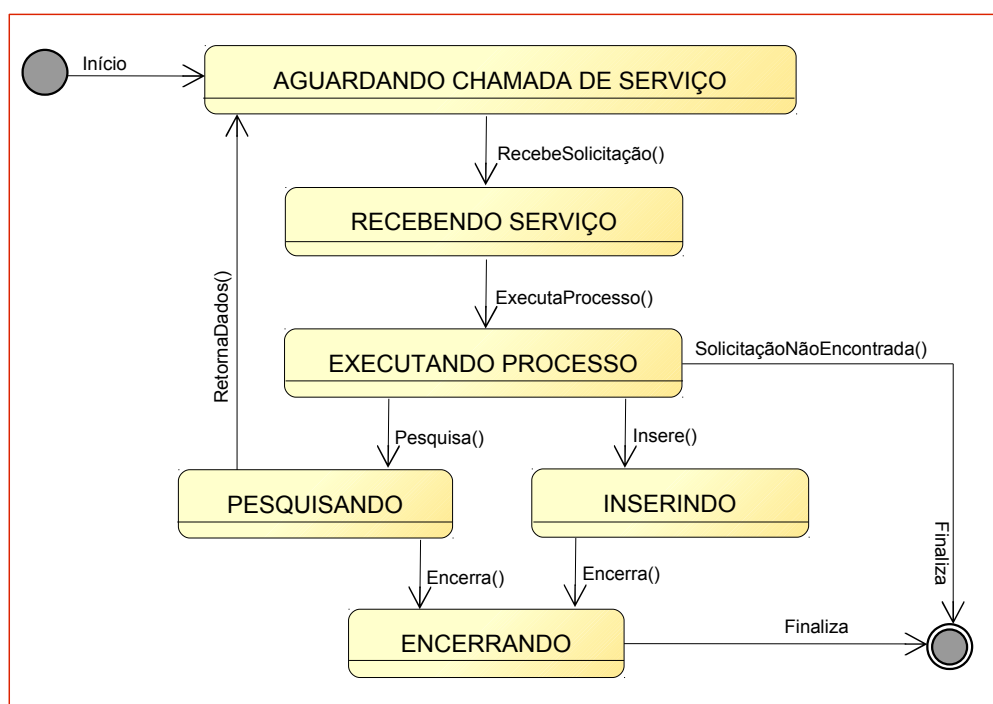 Início
AGUARDANDO CHAMADA DE SERVIÇO
RecebeSolicitação()
RECEBENDO SERVIÇO
RetornaDados()
ExecutaProcesso()
EXECUTANDO PROCESSO
SolicitaçãoNãoEncontrada()
Pesquisa()
Insere()
PESQUISANDO
INSERINDO
Finaliza
Encerra()
Encerra()
ENCERRANDO
Finaliza